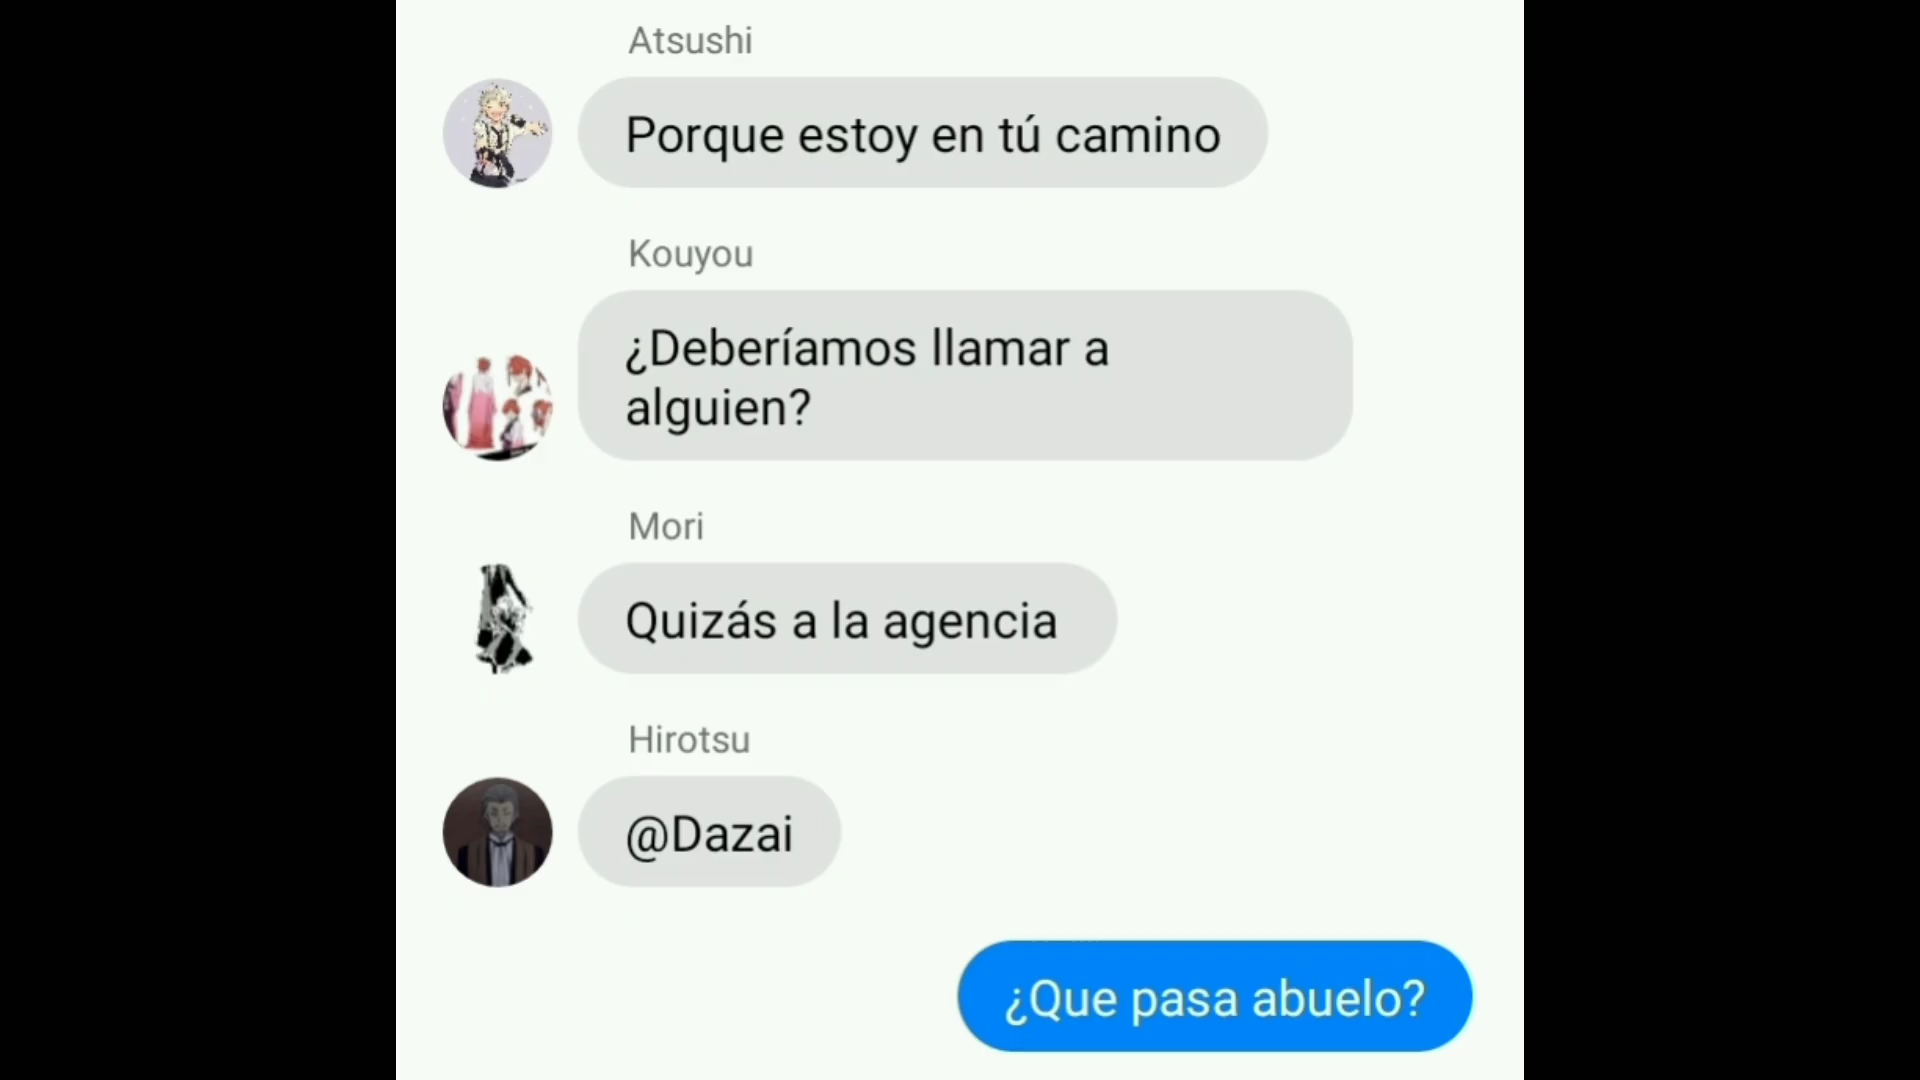 Atsushi
Porque estoy en tú camino
Kouyou
¿Deberíamos llamar a
alguien?
Mori
Quizás a la agencia
Hirotsu
@Dazai
¿Que pasa abuelo?